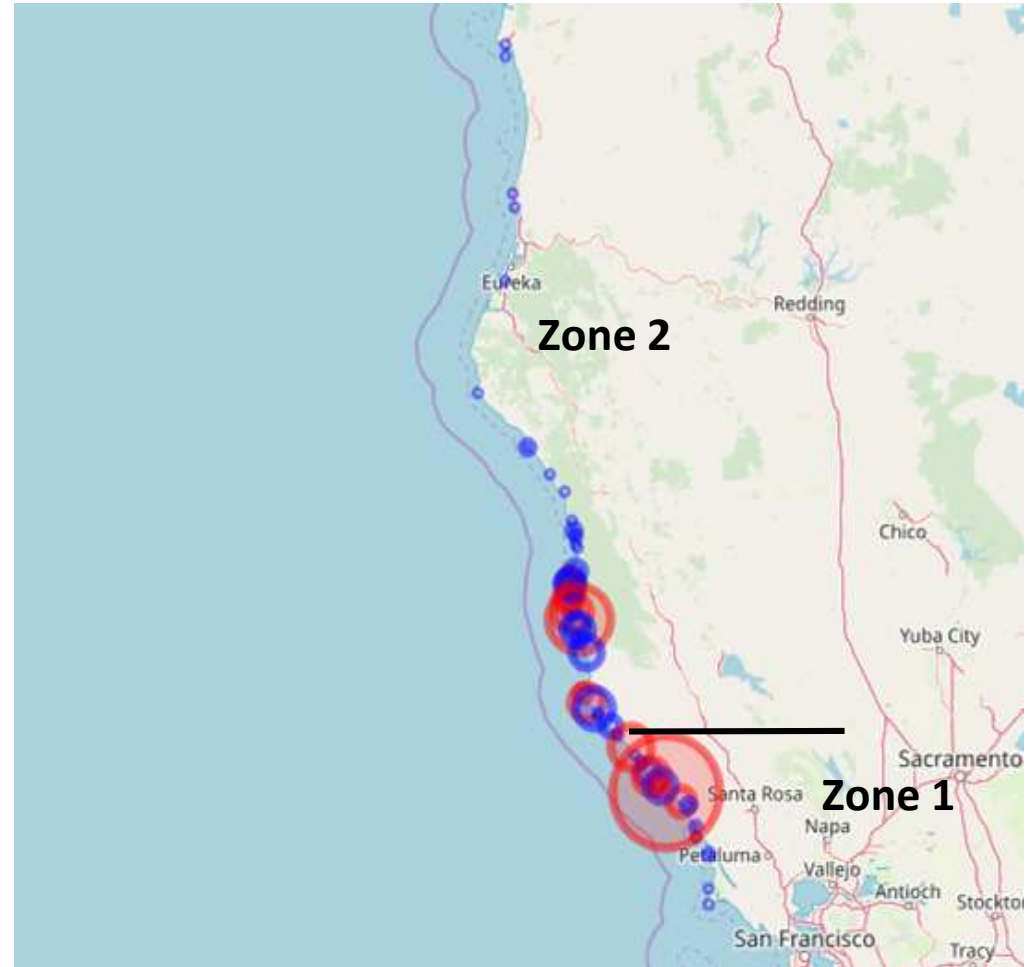 Eureka
Redding
Zone 2
Chico
Yuba City
Sacramento
Santa Rosa
Zone 1
Napa
Petaluma
Vallejo
Antioch
Stockto
San Francisco
Tracy